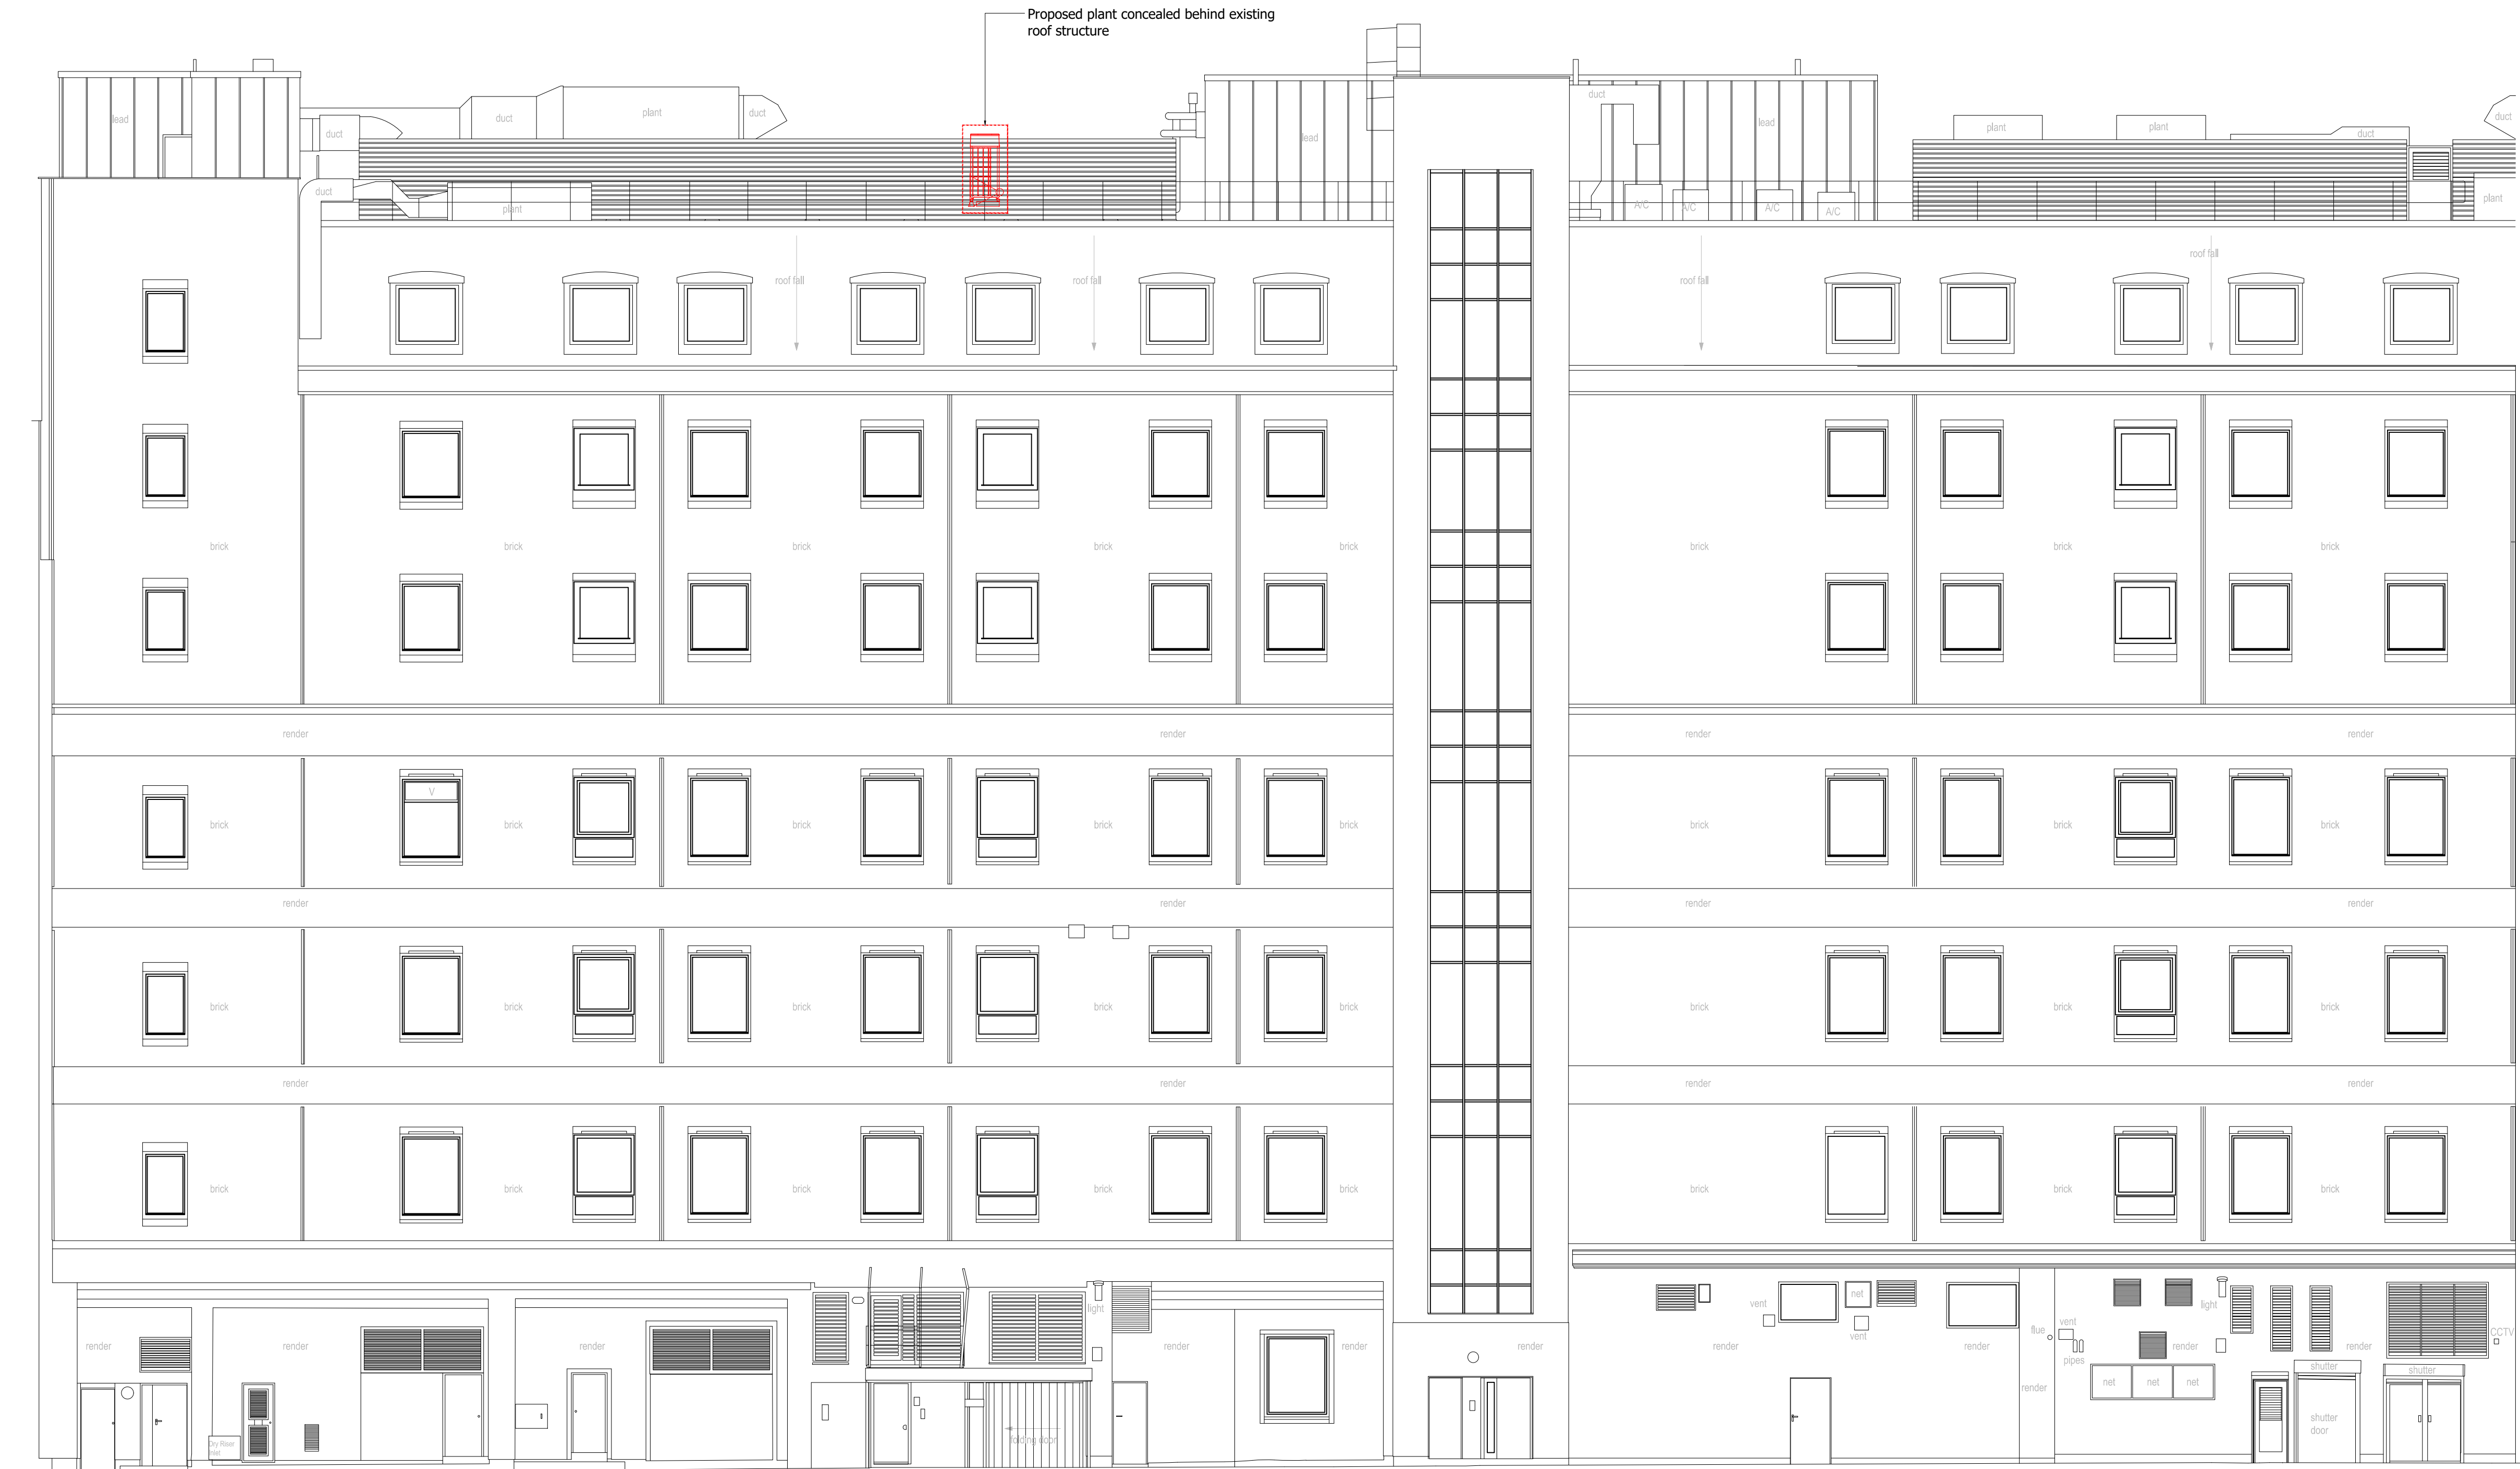 Proposed plant concealed behind existing
roof structure
lead
duct
duct
plant
duct
duct
plant
lead
duct
lead
A/C
A/C
A/C
A/C
plant
plant
duct
duct
plant
roof fall
roof fall
roof fall
roof fall
brick
brick
brick
brick
brick
brick
brick
brick
render
render
render
render
V
brick
brick
brick
brick
brick
brick
brick
brick
render
render
render
render
brick
brick
brick
brick
brick
brick
brick
brick
render
render
render
render
brick
brick
brick
brick
brick
brick
brick
brick
render
render
render
light
render
render
render
render
vent
net
vent
render
flue
vent
pipes
light
render
render
CCTV
render
net
net
net
shutter
shutter
shutter
door
Dry Riser
Inlet
folding door